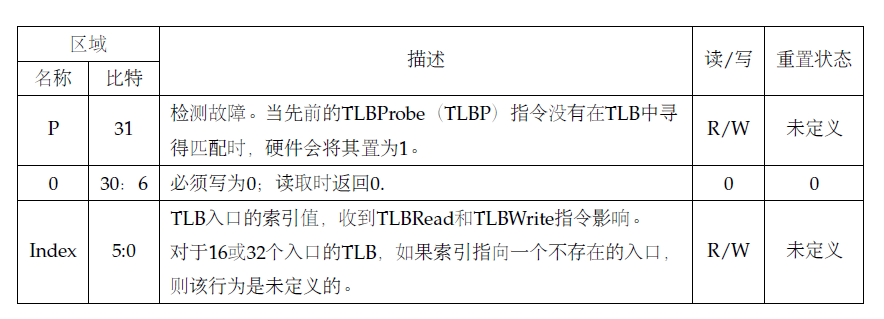 区域 描述 读/写 重置状态
名称 比特
P 31 检测故障。当先前的TLBProbe（TLBP）指令没有在TLB中寻得匹配时，硬件会将其置为1。 R/W 未定义
0 30：6 必须写为0；读取时返回0. 0 0
Index 5:0 TLB入口的索引值，收到TLBRead和TLBWrite指令影响。
对于16或32个入口的TLB，如果索引指向一个不存在的入口，则该行为是未定义的。 R/W 未定义